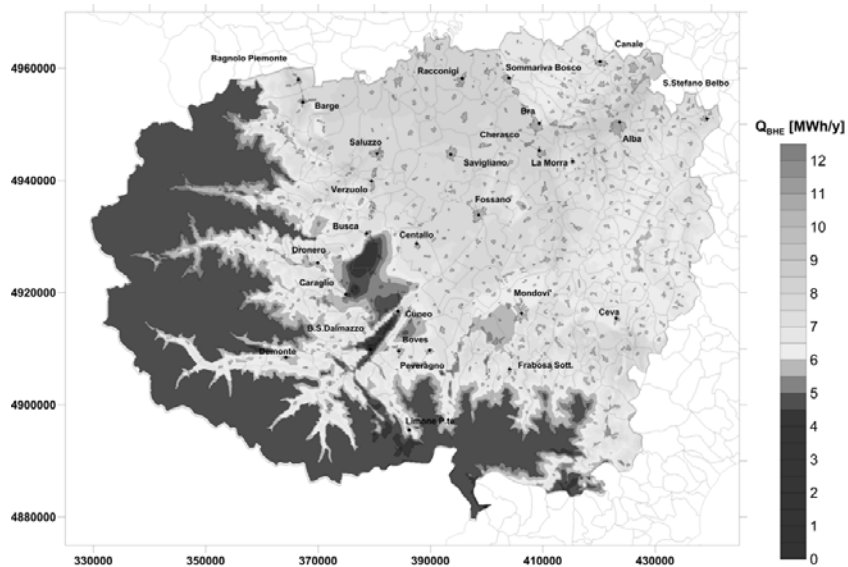 4960000
4940000
4920000
4900000
4880000
330000
350000
370000
390000
410000
430000
Bagnolo Piemonte
Barge
Racconigi
Sommariva Bosco
Canale
S.Stefano Belbo
Bra
Alba
Cherasco
La Morra
Saluzzo
Savigliano
Verzuolo
Fossano
Busca
Centallo
Dronero
Caraglio
Mondovi'
Cuneo
Ceva
B.S.Dalmazzo
Boves
Demonte
Peveragno
Frabosa Sott.
Limone P.te
Q_BHE [MWh/y]
12
11
10
9
8
7
6
5
4
3
2
1
0